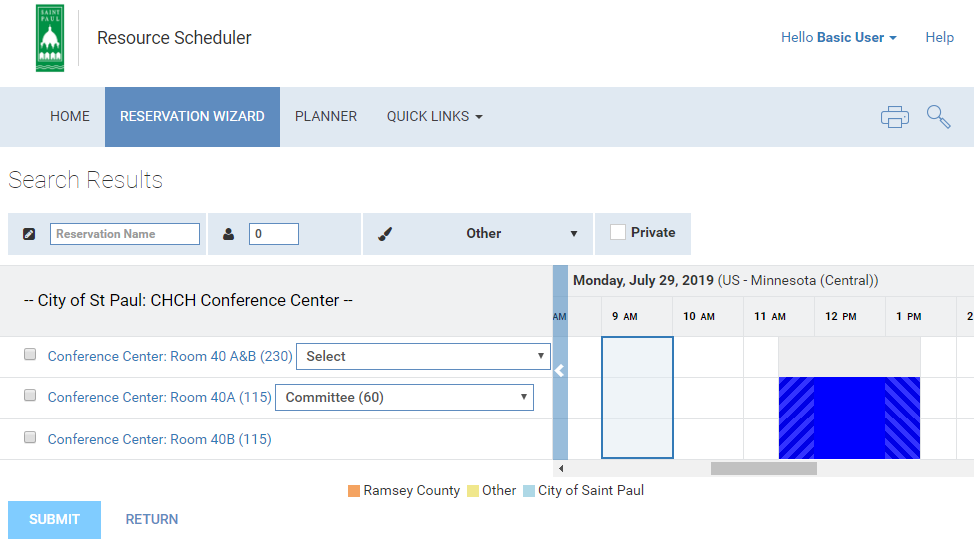 SAINT
PAUL
Resource Scheduler
Hello Basic User
Help
HOME
RESERVATION WIZARD
PLANNER
QUICK LINKS
Search Results
Reservation Name
0
Other
Private
-- City of St Paul: CHCH Conference Center --
Monday, July 29, 2019 (US - Minnesota (Central))
AM
9 AM
10 AM
11 AM
12 PM
1 PM
2
Conference Center: Room 40 A&B (230)
Select
Conference Center: Room 40A (115)
Committee (60)
Conference Center: Room 40B (115)
Ramsey County
Other
City of Saint Paul
SUBMIT
RETURN